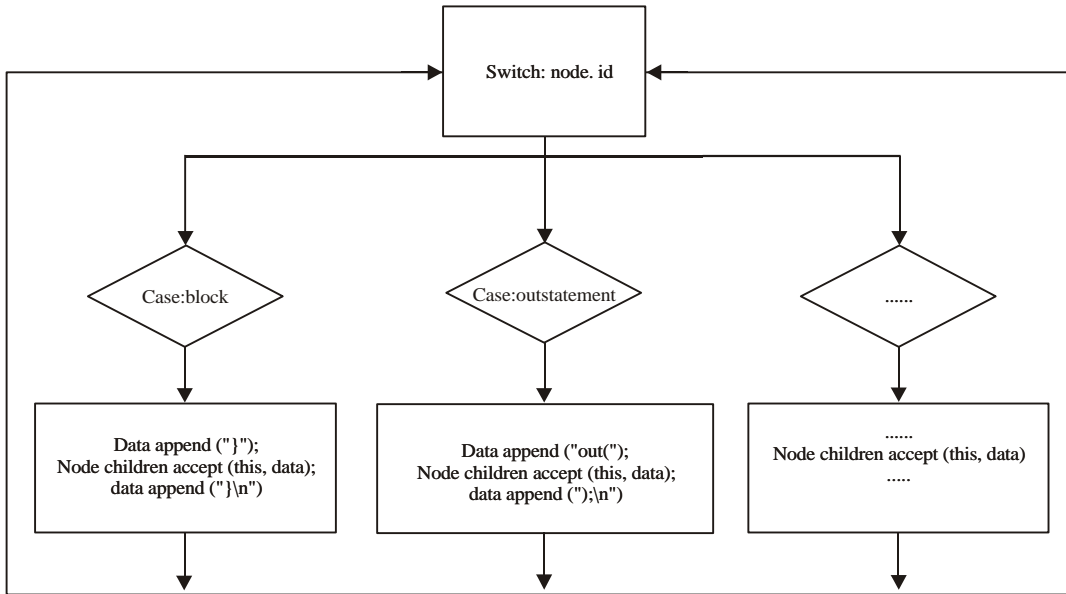 Switch: node. id
Case:block
Case:outstatement
......
Data append ("}");
Node children accept (this, data);
data append ("}\n")
Data append ("out(");
Node children accept (this, data);
data append (");\n")
......
Node children accept (this, data)
.....